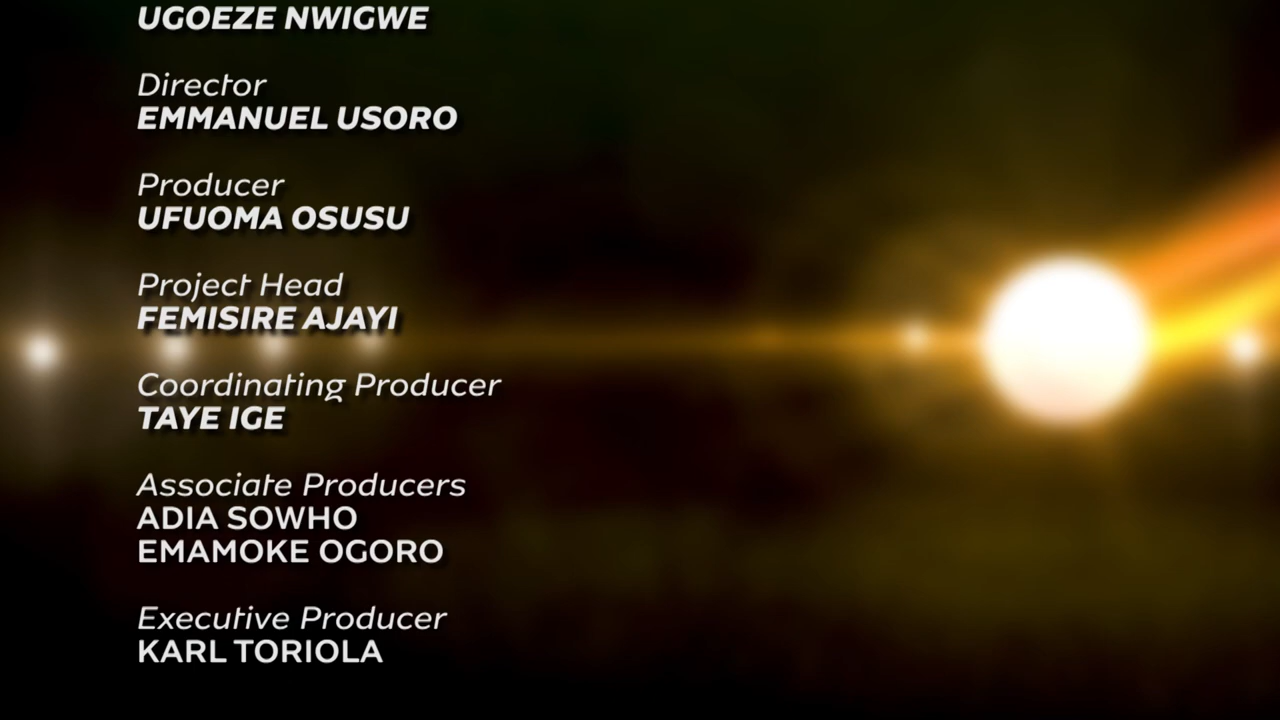 UGOEZE NWIGWE
Director
EMMANUEL USORO
Producer
UFUOMA OSUSU
Project Head
FEMISIRE AJAYI
Coordinating Producer
TAYE IGE
Associate Producers
ADIA SOWHO
EMAMOKE OGORO
Executive Producer
KARL TORIOLA